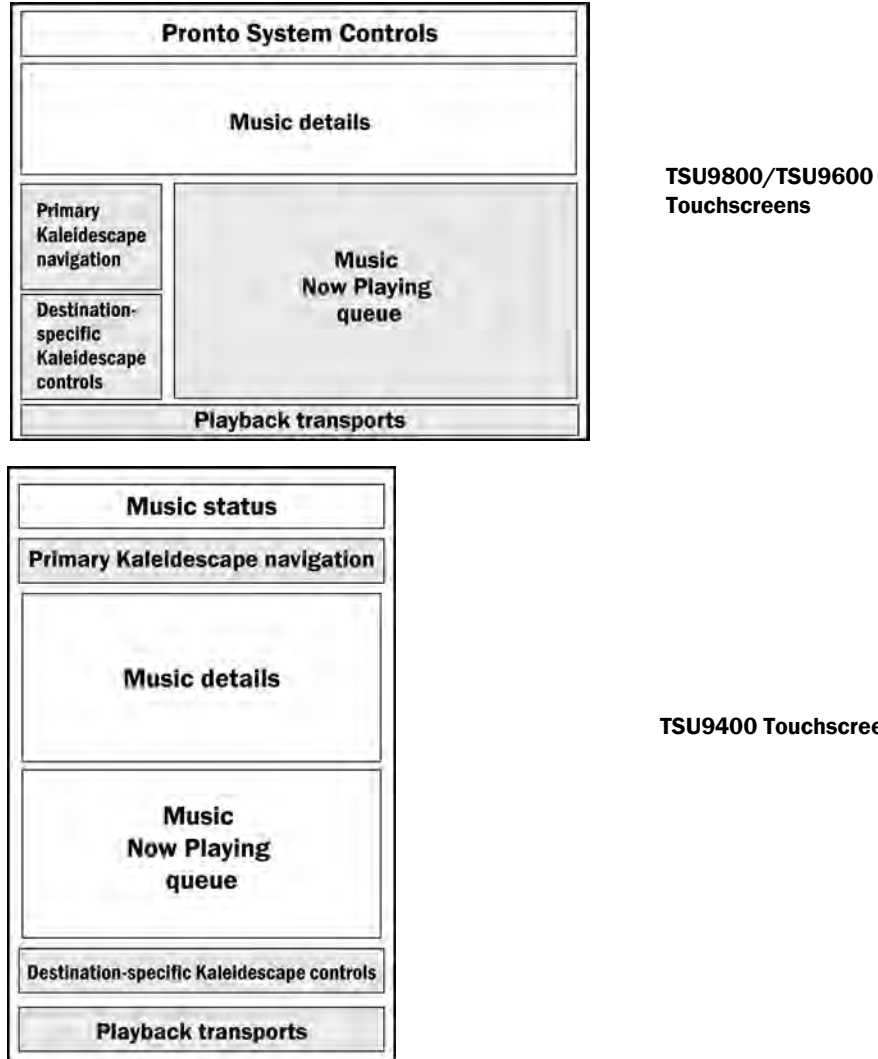 Pronto System Controls
Music details
Primary
Kaleidescape
navigation
Destination-
specific
Kaleidescape
controls
Music
Now Playing
queue
Playback transports
TSU9800/TSU9600
Touchscreens
Music status
Primary Kaleidescape navigation
Music details
Music
Now Playing
queue
Destination-specific Kaleidescape controls
Playback transports
TSU9400 Touchscree